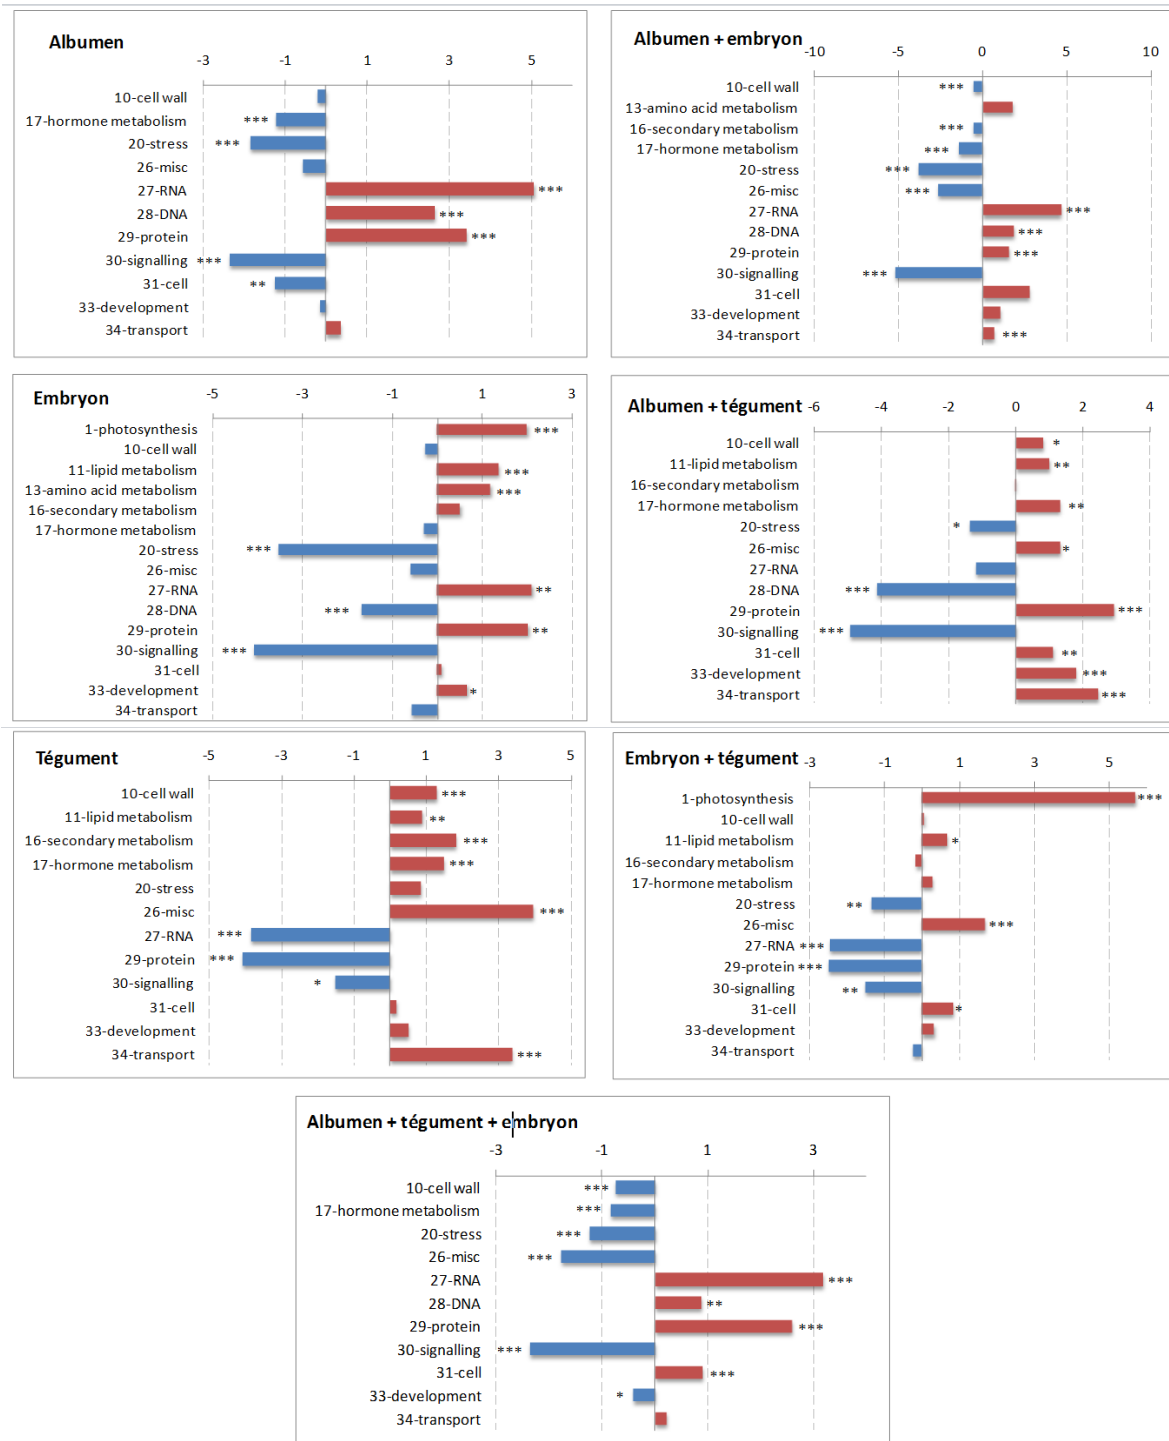 Albumen
-3 -1 1 3 5
10-cell wall
17-hormone metabolism ***
20-stress ***
26-misc
27-RNA ***
28-DNA ***
29-protein ***
30-signalling ***
31-cell **
33-development
34-transport
Albumen + embryon
-10 -5 0 5 10
10-cell wall ***
13-amino acid metabolism
16-secondary metabolism ***
17-hormone metabolism ***
20-stress ***
26-misc ***
27-RNA ***
28-DNA ***
29-protein ***
30-signalling ***
31-cell
33-development
34-transport ***
Embryon
-5 -3 -1 1 3
1-photosynthesis ***
10-cell wall
11-lipid metabolism ***
13-amino acid metabolism ***
16-secondary metabolism
17-hormone metabolism
20-stress ***
26-misc
27-RNA **
28-DNA ***
29-protein **
30-signalling ***
31-cell
33-development *
34-transport
Albumen + tégument
-6 -4 -2 0 2 4
10-cell wall *
11-lipid metabolism **
16-secondary metabolism
17-hormone metabolism **
20-stress *
26-misc *
27-RNA
28-DNA ***
29-protein ***
30-signalling ***
31-cell **
33-development ***
34-transport ***
Tégument
-5 -3 -1 1 3 5
10-cell wall ***
11-lipid metabolism **
16-secondary metabolism ***
17-hormone metabolism ***
20-stress
26-misc ***
27-RNA ***
29-protein ***
30-signalling *
31-cell
33-development
34-transport ***
Embryon + tégument
-3 -1 1 3 5
1-photosynthesis ***
10-cell wall
11-lipid metabolism *
16-secondary metabolism
17-hormone metabolism
20-stress **
26-misc ***
27-RNA ***
29-protein ***
30-signalling **
31-cell *
33-development
34-transport
Albumen + tégument + embryon
-3 -1 1 3
10-cell wall ***
17-hormone metabolism ***
20-stress ***
26-misc ***
27-RNA ***
28-DNA **
29-protein ***
30-signalling ***
31-cell ***
33-development *
34-transport